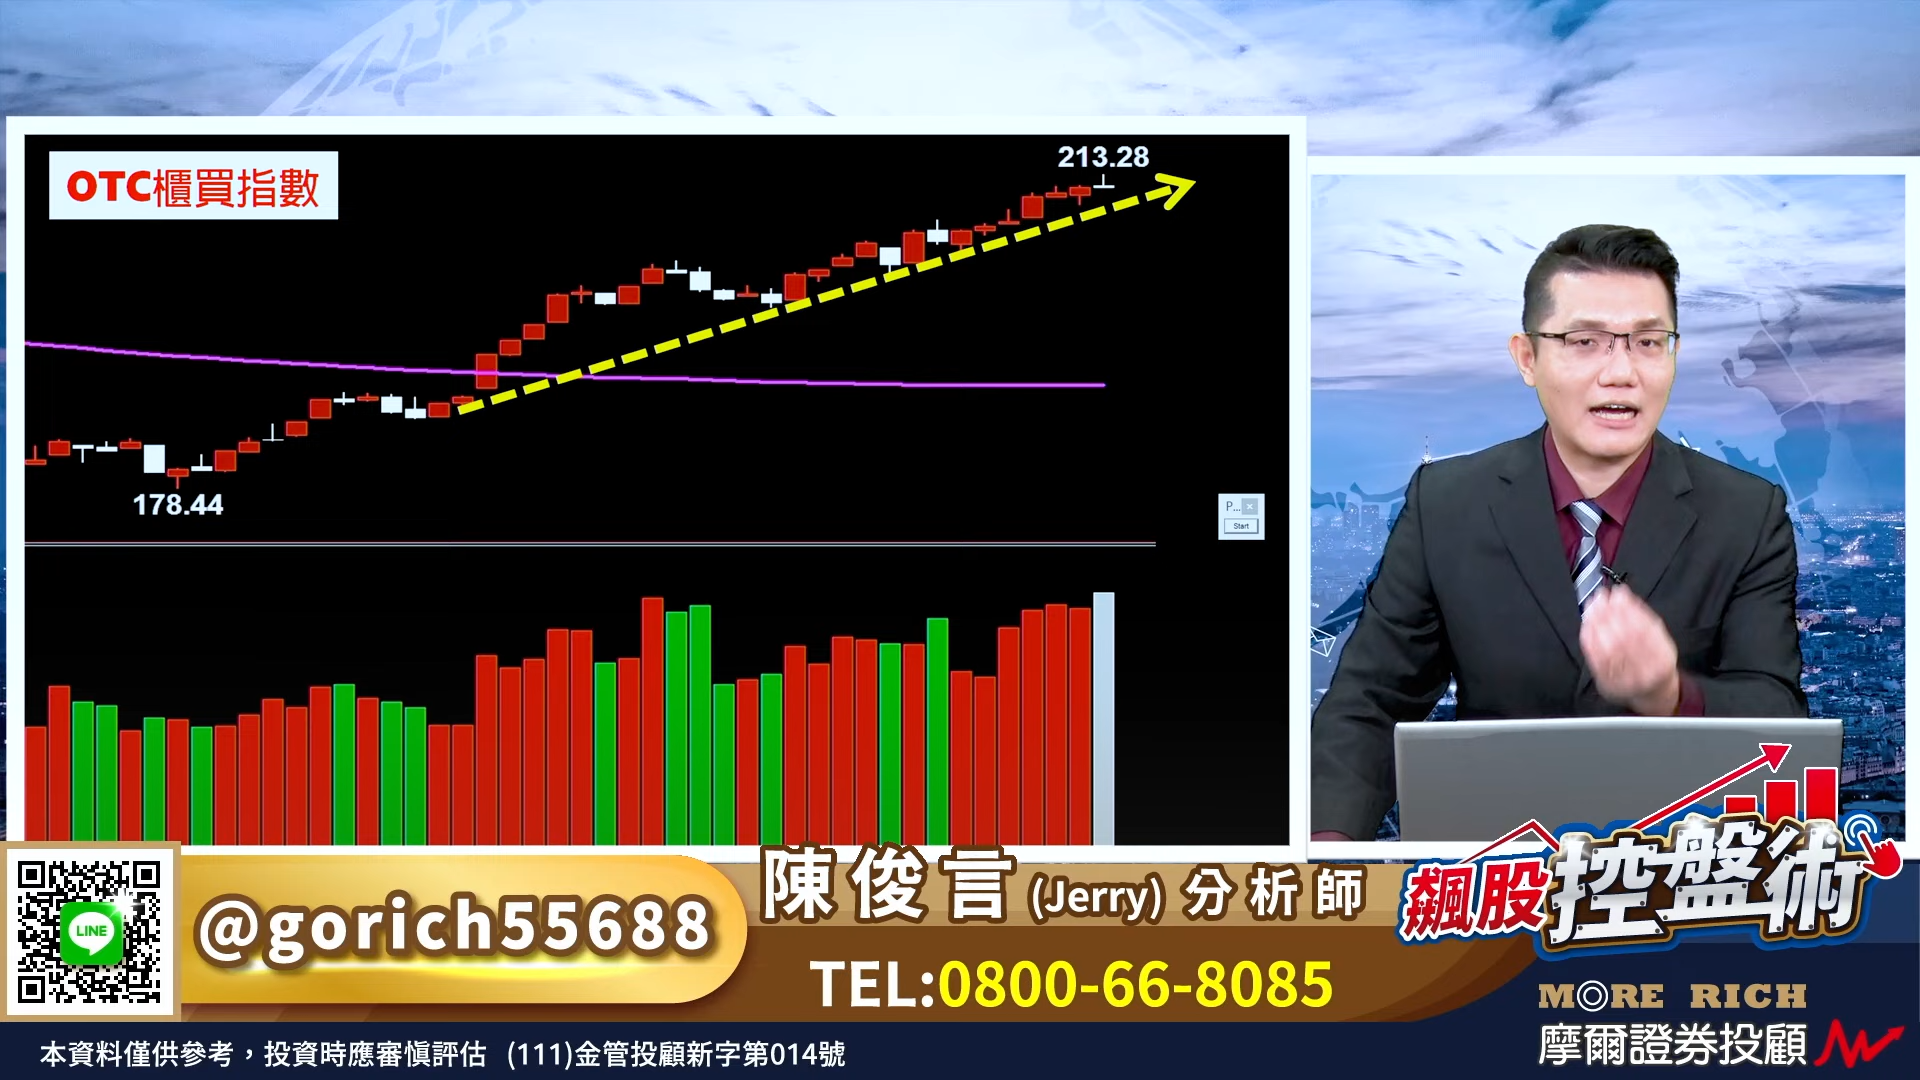 OTC櫃買指數
213.28
178.44
P...
Start
LINE
@gorich55688
陳俊言(Jerry)分析師
TEL:0800-66-8085
飆股控盤術
MORE RICH
摩爾證券投顧
本資料僅供參考，投資時應審慎評估 (111)金管投顧新字第014號